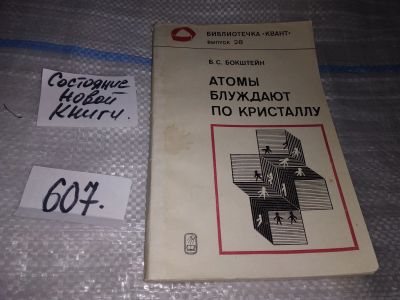 БИБЛИОТЕЧКА «КВАНТ»
выпуск 28
Б.С. БОКШТЕЙН
АТОМЫ
БЛУЖДАЮТ
ПО КРИСТАЛЛУ
Состояние
новой
книги.
607.